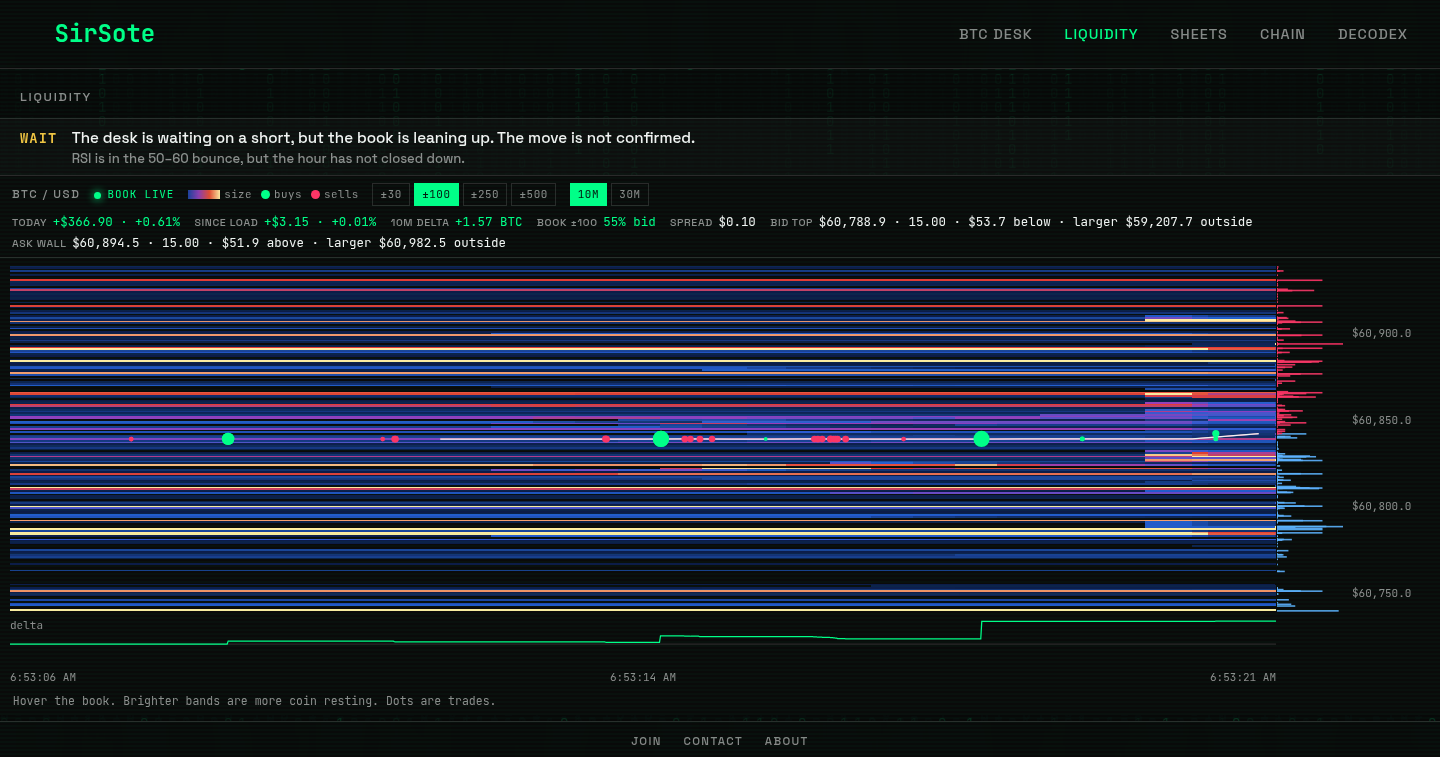 SirSote
BTC DESK LIQUIDITY SHEETS CHAIN DECODEX
LIQUIDITY
WAIT The desk is waiting on a short, but the book is leaning up. The move is not confirmed.
RSI is in the 50–60 bounce, but the hour has not closed down.
BTC / USD BOOK LIVE size buys sells ±30 ±100 ±250 ±500 10M 30M
TODAY +$366.90 · +0.61% SINCE LOAD +$3.15 · +0.01% 10M DELTA +1.57 BTC BOOK ±100 55% bid SPREAD $0.10 BID TOP $60,788.9 · 15.00 · $53.7 below · larger $59,207.7 outside
ASK WALL $60,894.5 · 15.00 · $51.9 above · larger $60,982.5 outside
$60,900.0
$60,850.0
$60,800.0
$60,750.0
delta
6:53:06 AM 6:53:14 AM 6:53:21 AM
Hover the book. Brighter bands are more coin resting. Dots are trades.
JOIN CONTACT ABOUT